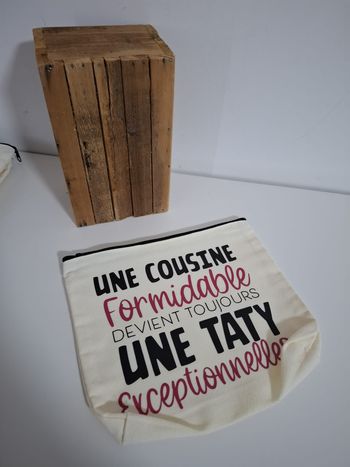 UNE COUSINE
Formidable
DEVIENT TOUJOURS
UNE TATY
Exceptionnelle